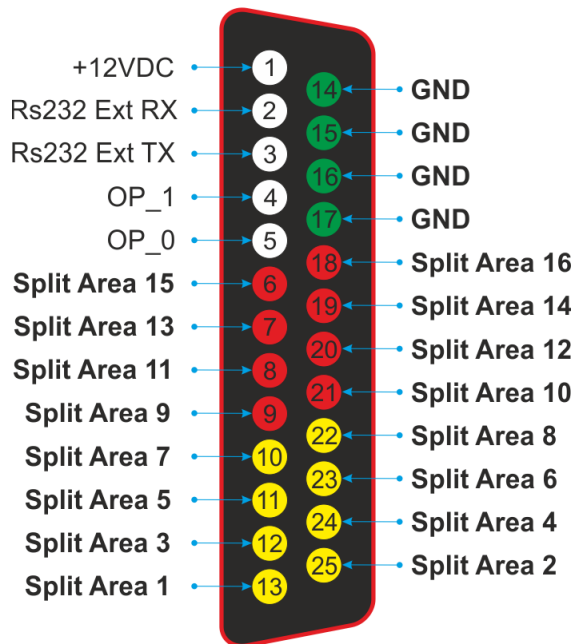 +12VDC 1
Rs232 Ext RX 2
Rs232 Ext TX 3
OP_1 4
OP_0 5
Split Area 15 6
Split Area 13 7
Split Area 11 8
Split Area 9 9
Split Area 7 10
Split Area 5 11
Split Area 3 12
Split Area 1 13
14 GND
15 GND
16 GND
17 GND
18 Split Area 16
19 Split Area 14
20 Split Area 12
21 Split Area 10
22 Split Area 8
23 Split Area 6
24 Split Area 4
25 Split Area 2